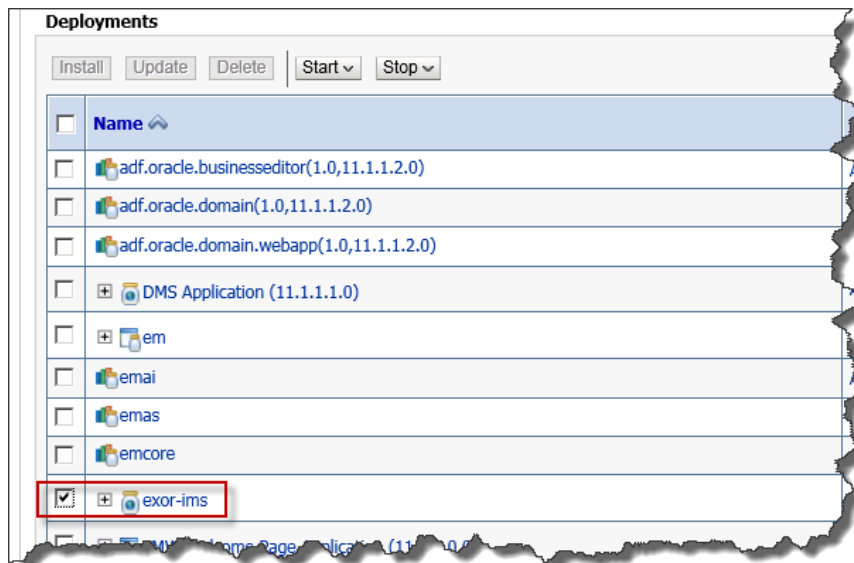 Deployments
Install Update Delete Start Stop
Name
adf.oracle.businesseditor(1.0,11.1.1.2.0)
adf.oracle.domain(1.0,11.1.1.2.0)
adf.oracle.domain.webapp(1.0,11.1.1.2.0)
DMS Application (11.1.1.1.0)
em
emai
emas
emcore
exor-ims
Page